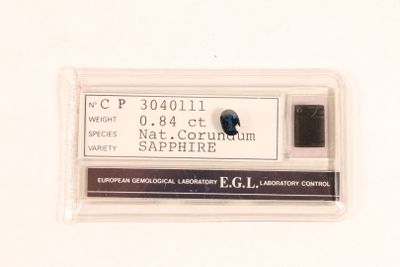 N° C P 3040111
WEIGHT 0.84 ct
SPECIES Nat.Corundum
VARIETY SAPPHIRE
EUROPEAN GEMOLOGICAL LABORATORY E.G.L. LABORATORY CONTROL